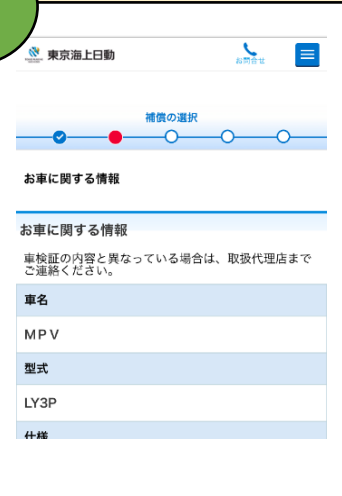 東京海上日動
お問合せ
補償の選択
お車に関する情報
お車に関する情報
車検証の内容と異なっている場合は、取扱代理店まで
ご連絡ください。
車名
ＭＰＶ
型式
LY3P
仕様